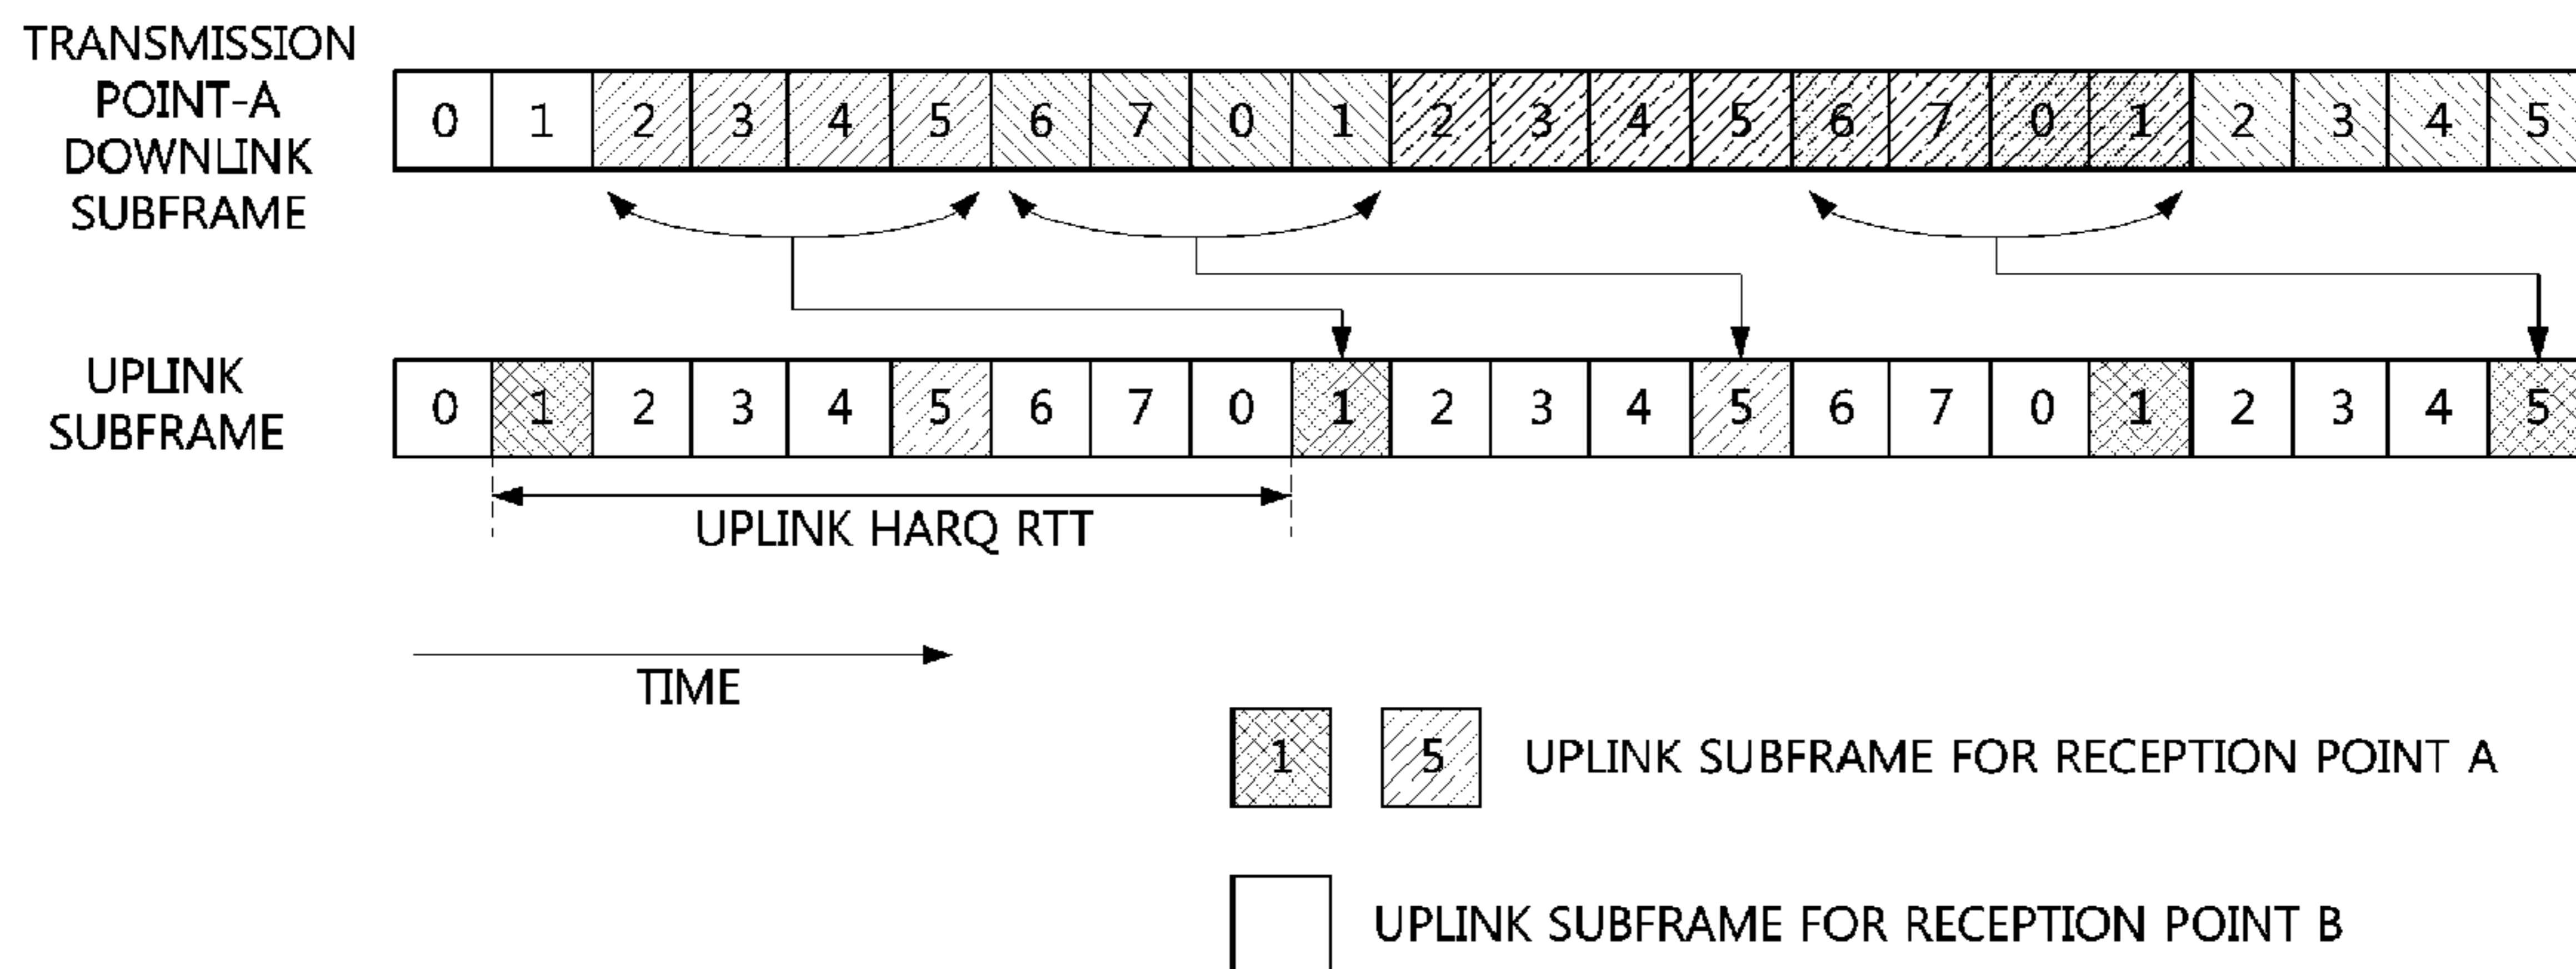 TRANSMISSION
POINT-A
DOWNLINK
SUBFRAME
0 1 2 3 4 5 6 7 0 1 2 3 4 5 6 7 0 1 2 3 4 5
UPLINK
SUBFRAME
0 1 2 3 4 5 6 7 0 1 2 3 4 5 6 7 0 1 2 3 4 5
UPLINK HARQ RTT
TIME
1 5 UPLINK SUBFRAME FOR RECEPTION POINT A
UPLINK SUBFRAME FOR RECEPTION POINT B